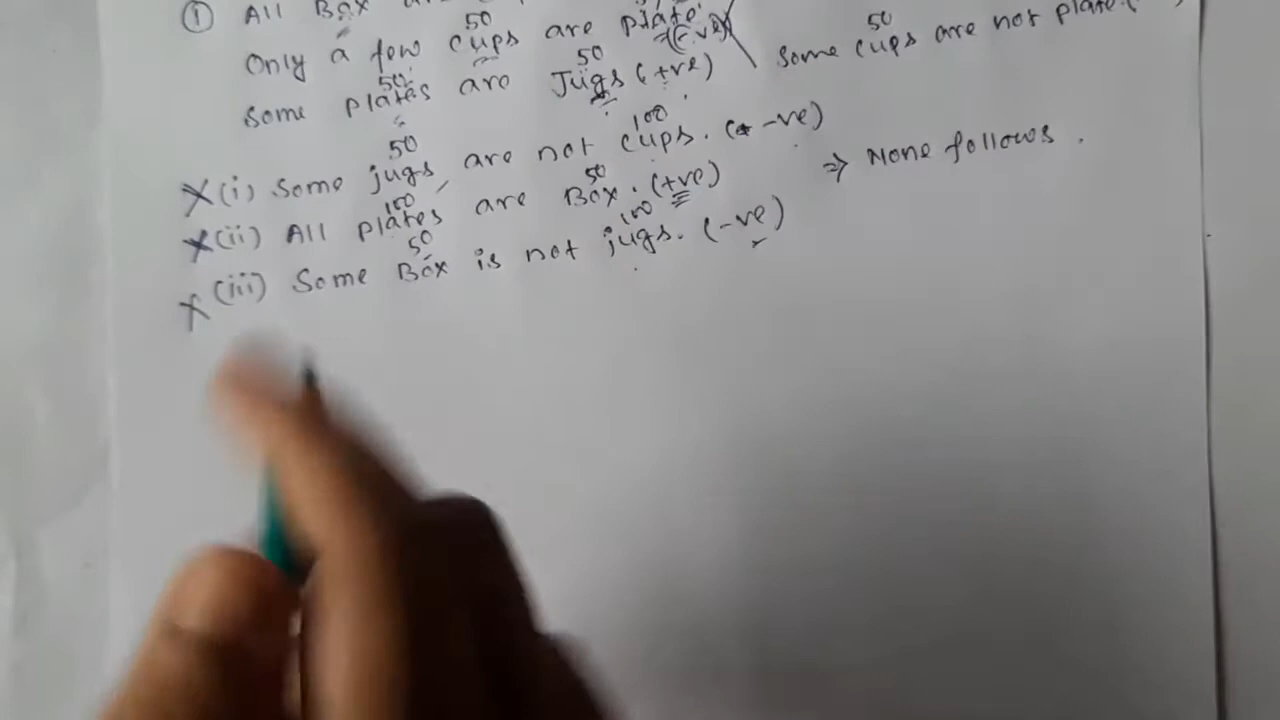 ① All Box
50
Only a few cups are plate. (-ve)
50 50 50
Some plates are Jugs (+ve) \ Some cups are not plate.
50 100
X (i) Some jugs are not cups. (-ve)
100 50
X (ii) All plates are Box. (+ve) ⇒ None follows.
50 100
X (iii) Some Box is not jugs. (-ve)